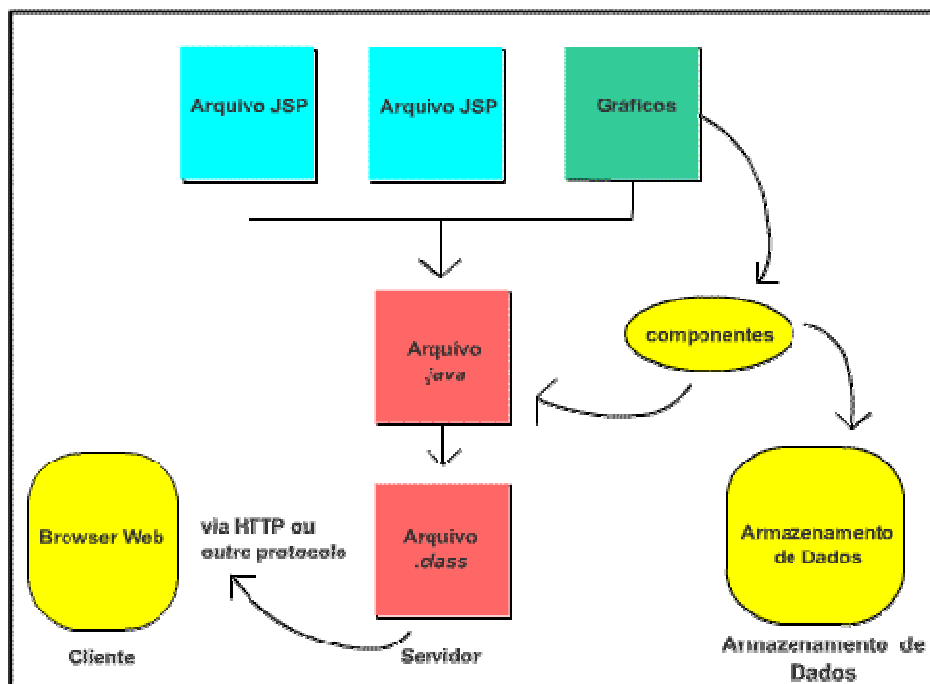 Arquivo JSP
Arquivo JSP
Gráficos
componentes
Arquivo
.java
Browser Web
via HTTP ou
outro protocolo
Arquivo
.class
Armazenamento
de Dados
Cliente
Servidor
Armazenamento de
Dados